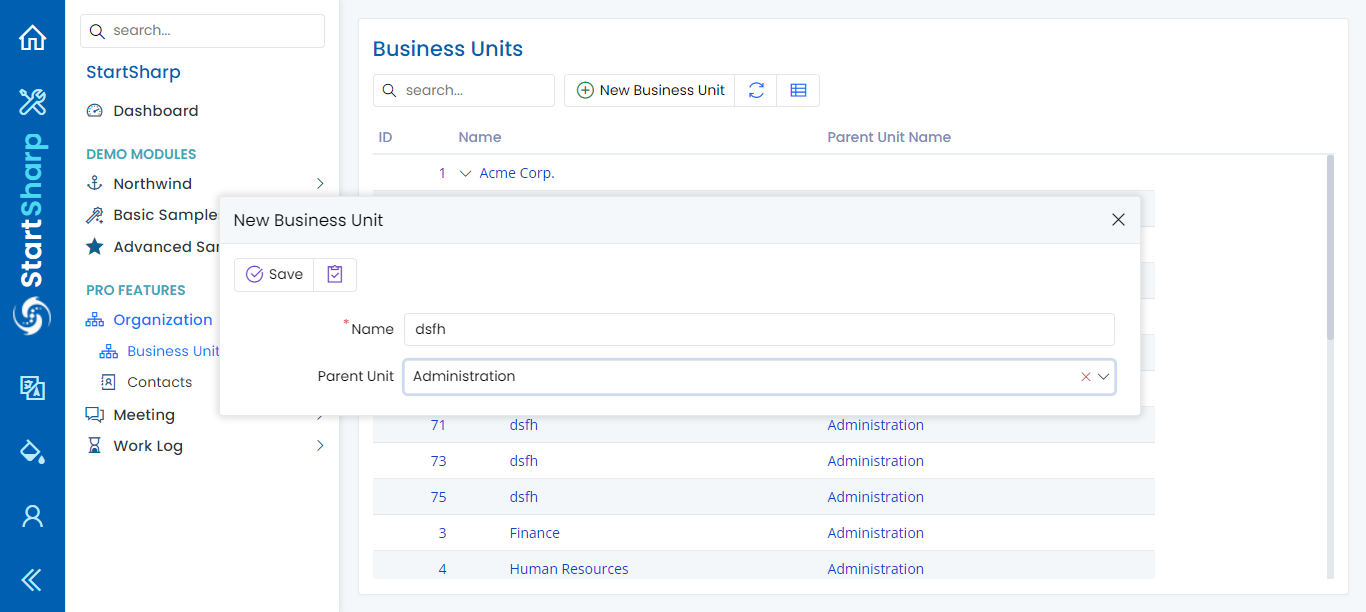 StartSharp
search...
StartSharp
Dashboard
DEMO MODULES
Northwind
Basic Sample
Advanced Sar
PRO FEATURES
Organization
Business Unit
Contacts
Meeting
Work Log
Business Units
search...
New Business Unit
ID Name Parent Unit Name
1 Acme Corp.
New Business Unit
Save
* Name dsfh
Parent Unit Administration
71 dsfh Administration
73 dsfh Administration
75 dsfh Administration
3 Finance Administration
4 Human Resources Administration